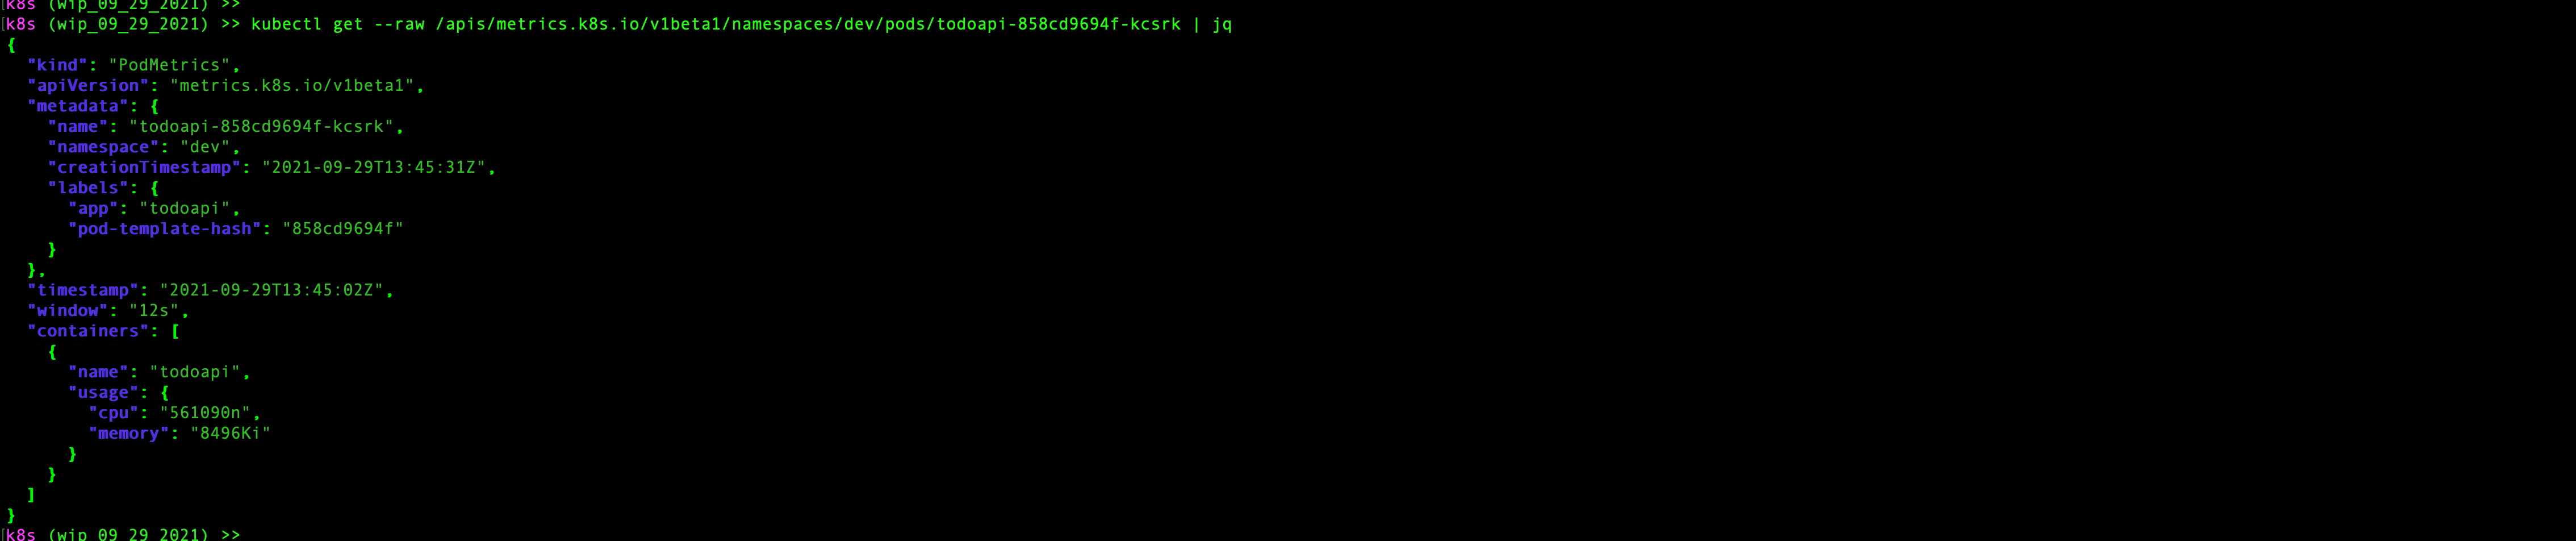 k8s (wip_09_29_2021) >>
k8s (wip_09_29_2021) >> kubectl get --raw /apis/metrics.k8s.io/v1beta1/namespaces/dev/pods/todoapi-858cd9694f-kcsrk | jq
{
  "kind": "PodMetrics",
  "apiVersion": "metrics.k8s.io/v1beta1",
  "metadata": {
    "name": "todoapi-858cd9694f-kcsrk",
    "namespace": "dev",
    "creationTimestamp": "2021-09-29T13:45:31Z",
    "labels": {
      "app": "todoapi",
      "pod-template-hash": "858cd9694f"
    }
  },
  "timestamp": "2021-09-29T13:45:02Z",
  "window": "12s",
  "containers": [
    {
      "name": "todoapi",
      "usage": {
        "cpu": "561090n",
        "memory": "8496Ki"
      }
    }
  ]
}
k8s (wip_09_29_2021) >>